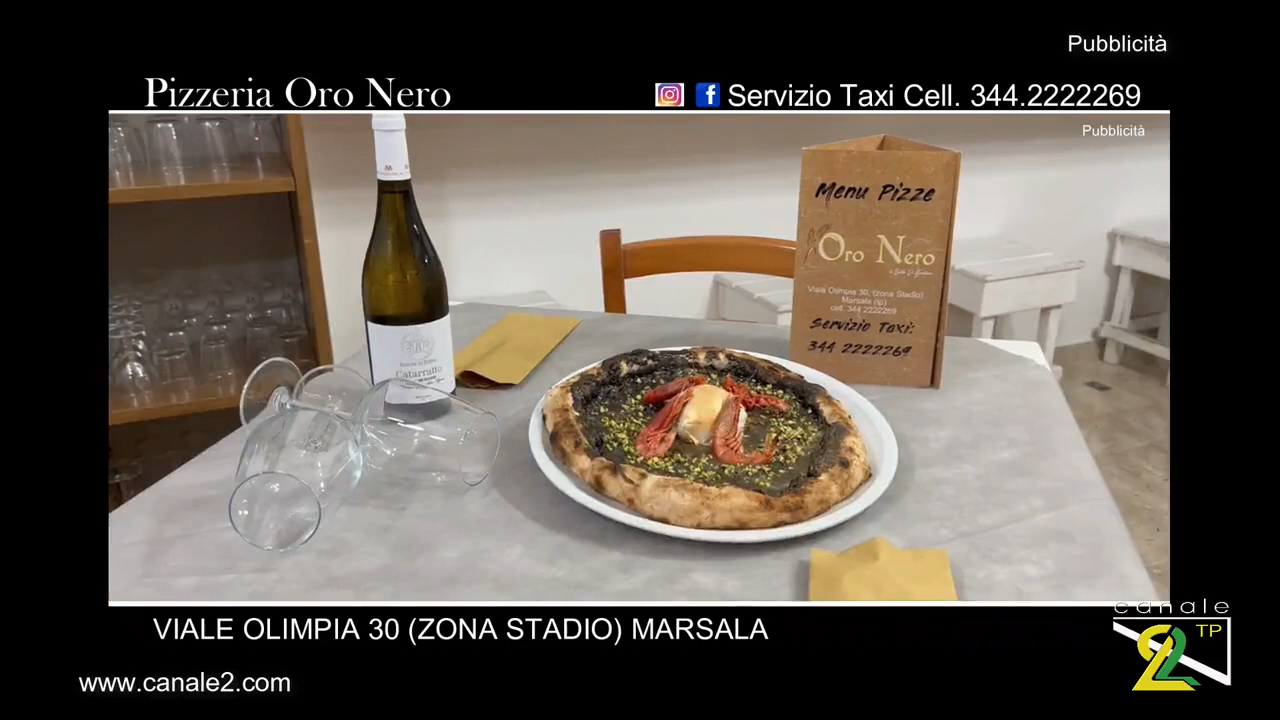 Pubblicità
Pizzeria Oro Nero
Servizio Taxi Cell. 344.2222269
Pubblicità
Menu Pizze
Oro Nero
Viale Olimpia 30, (zona Stadio)
Marsala (tp)
cell. 344 2222269
Servizio Taxi:
344 2222269
Catarratto
VIALE OLIMPIA 30 (ZONA STADIO) MARSALA
canale
2 TP
www.canale2.com